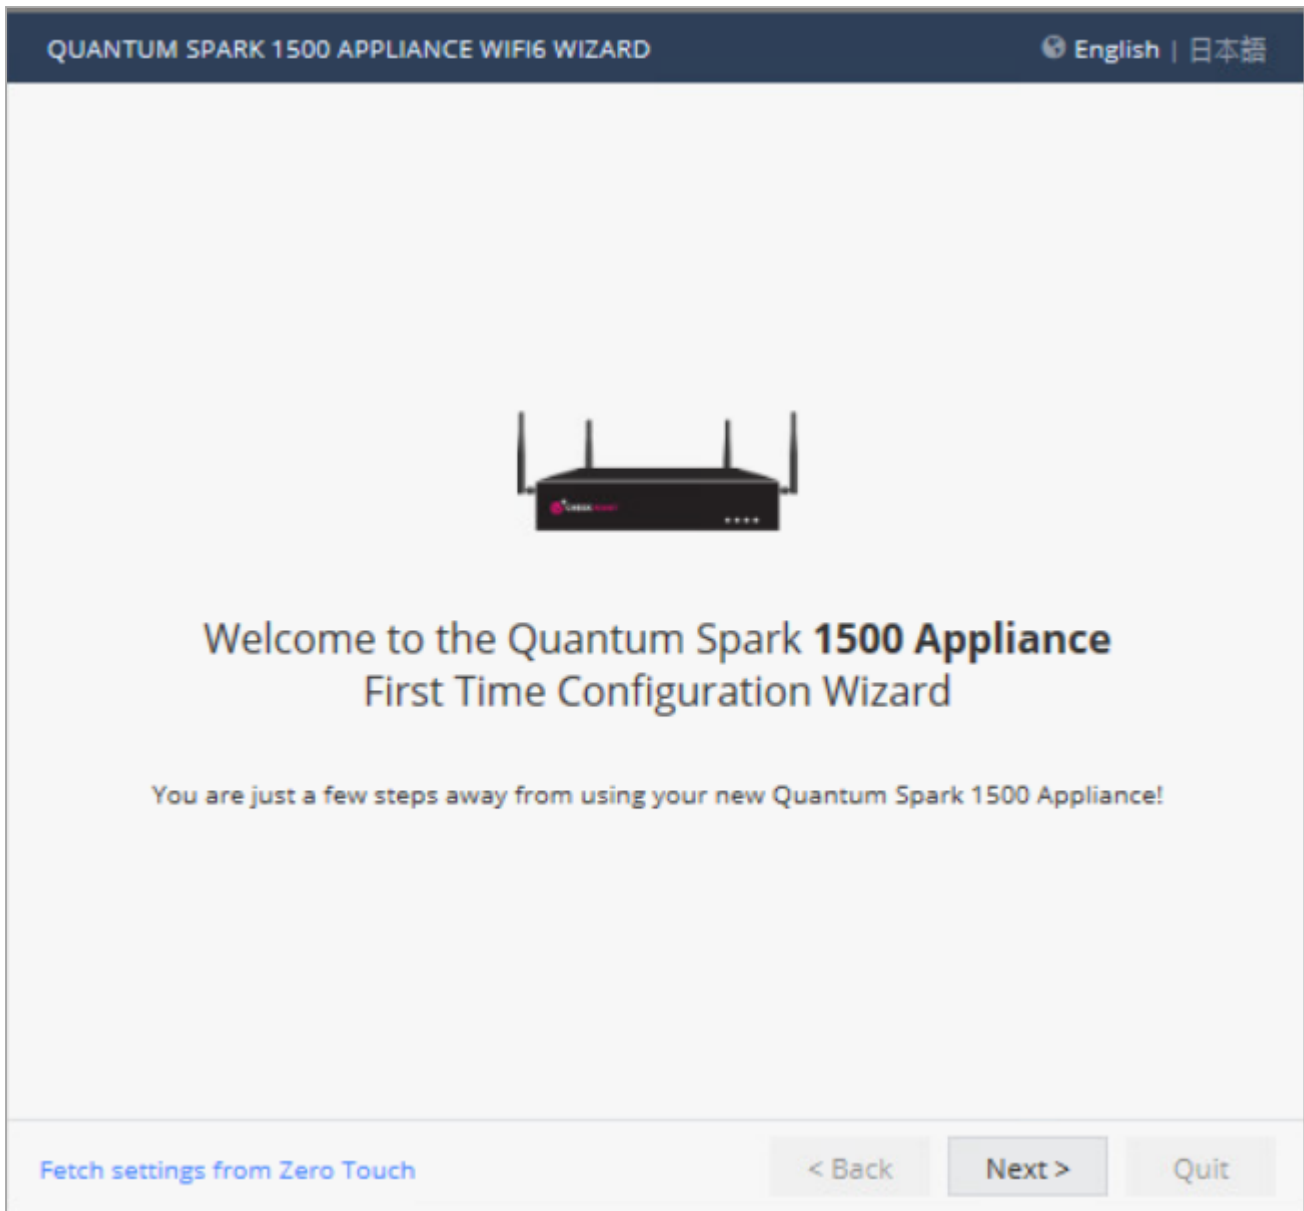 QUANTUM SPARK 1500 APPLIANCE WIFI6 WIZARD
English | 日本語
CHECK POINT
Welcome to the Quantum Spark 1500 Appliance
First Time Configuration Wizard
You are just a few steps away from using your new Quantum Spark 1500 Appliance!
Fetch settings from Zero Touch
< Back
Next >
Quit